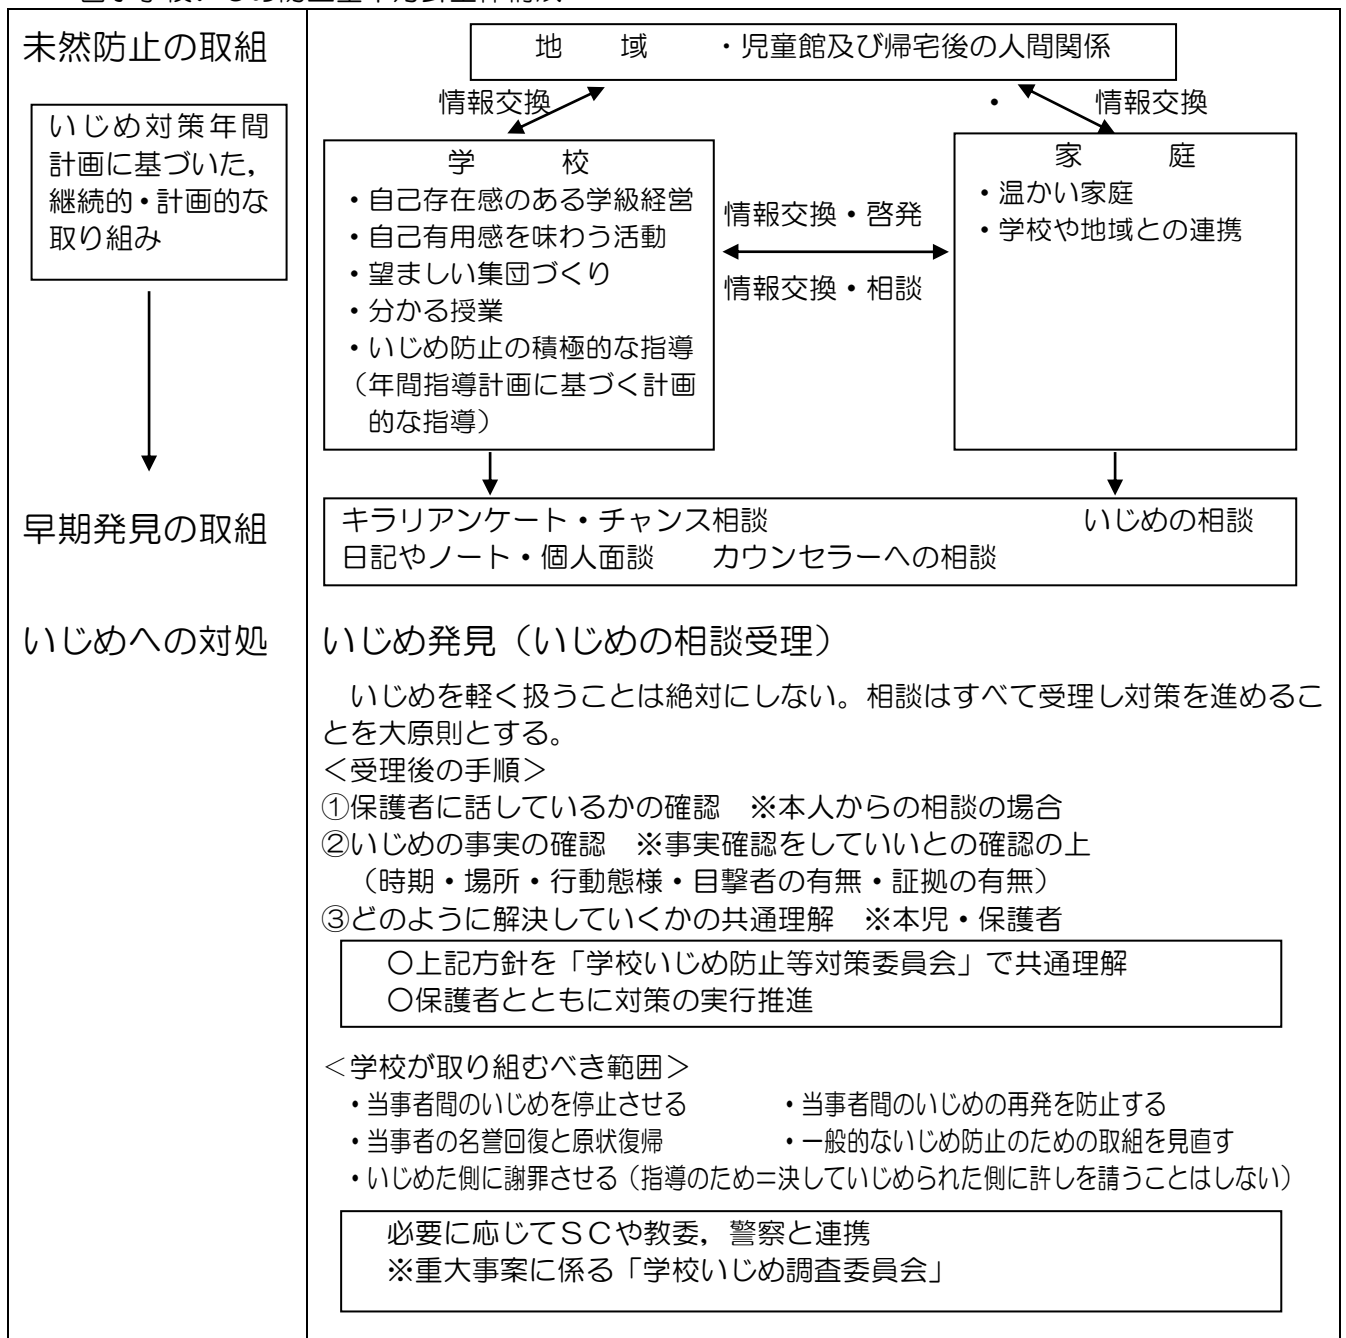 未然防止の取組
いじめ対策年間
計画に基づいた,
継続的・計画的な
取り組み
地　　域　　・児童館及び帰宅後の人間関係
情報交換
・　　情報交換
学　　　校
・自己存在感のある学級経営
・自己有用感を味わう活動
・望ましい集団づくり
・分かる授業
・いじめ防止の積極的な指導
（年間指導計画に基づく計画
的な指導）
情報交換・啓発
情報交換・相談
家　　　庭
・温かい家庭
・学校や地域との連携
早期発見の取組
キラリアンケート・チャンス相談　　いじめの相談
日記やノート・個人面談　　カウンセラーへの相談
いじめへの対処
いじめ発見（いじめの相談受理）
いじめを軽く扱うことは絶対にしない。相談はすべて受理し対策を進めるこ
とを大原則とする。
＜受理後の手順＞
①保護者に話しているかの確認　※本人からの相談の場合
②いじめの事実の確認　※事実確認をしていいとの確認の上
（時期・場所・行動態様・目撃者の有無・証拠の有無）
③どのように解決していくかの共通理解　※本児・保護者
○上記方針を「学校いじめ防止等対策委員会」で共通理解
○保護者とともに対策の実行推進
＜学校が取り組むべき範囲＞
・当事者間のいじめを停止させる　　・当事者間のいじめの再発を防止する
・当事者の名誉回復と原状復帰　　・一般的ないじめ防止のための取組を見直す
・いじめた側に謝罪させる（指導のため＝決していじめられた側に許しを請うことはしない）
必要に応じてＳＣや教委，警察と連携
※重大事案に係る「学校いじめ調査委員会」